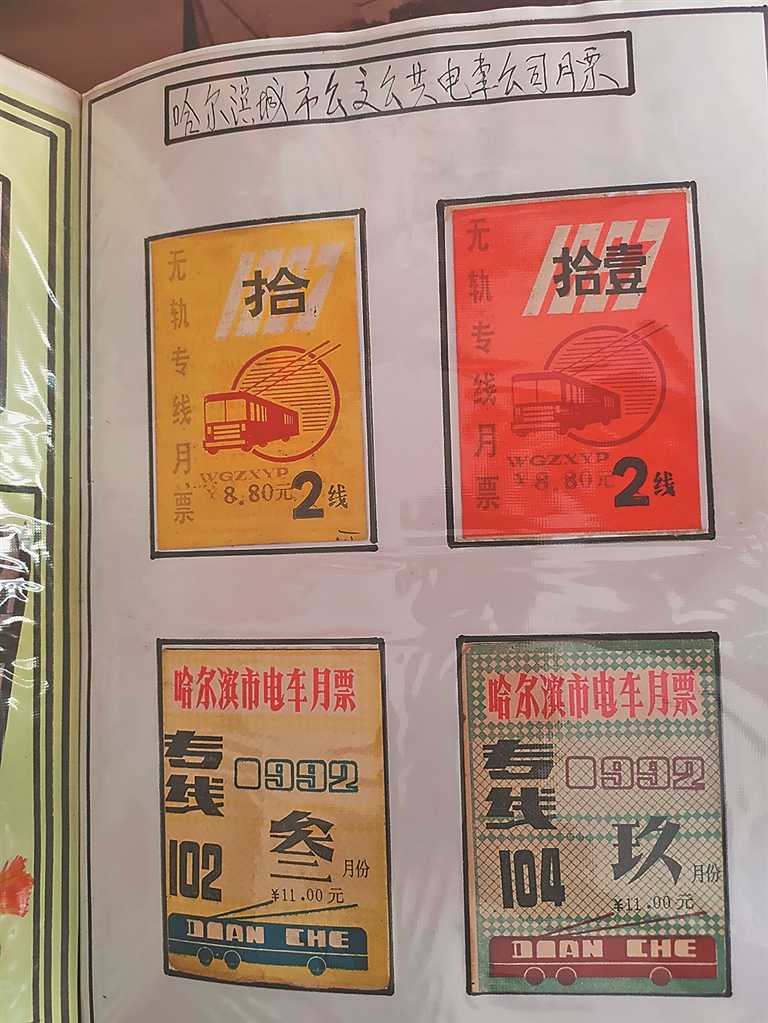 哈尔滨城市公交公共电車公司月票
无轨专线月票
拾
WGZXYP
¥8.80元
2线
无轨专线月票
拾壹
WGZXYP
¥8.80元
2线
哈尔滨市电车月票
专线
1992
102
叁
月份
¥11.00元
DIAN CHE
哈尔滨市电车月票
专线
1992
104
玖
月份
¥11.00元
DIAN CHE